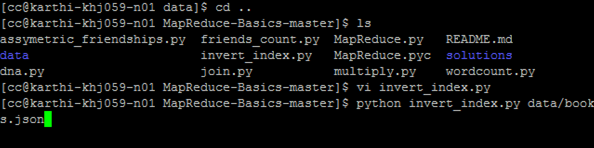 [cc@karthi-khj059-n01 data]$ cd ..
[cc@karthi-khj059-n01 MapReduce-Basics-master]$ ls
assymetric_friendships.py  friends_count.py  MapReduce.py   README.md
data                       invert_index.py   MapReduce.pyc  solutions
dna.py                     join.py           multiply.py    wordcount.py
[cc@karthi-khj059-n01 MapReduce-Basics-master]$ vi invert_index.py
[cc@karthi-khj059-n01 MapReduce-Basics-master]$ python invert_index.py data/book
s.json